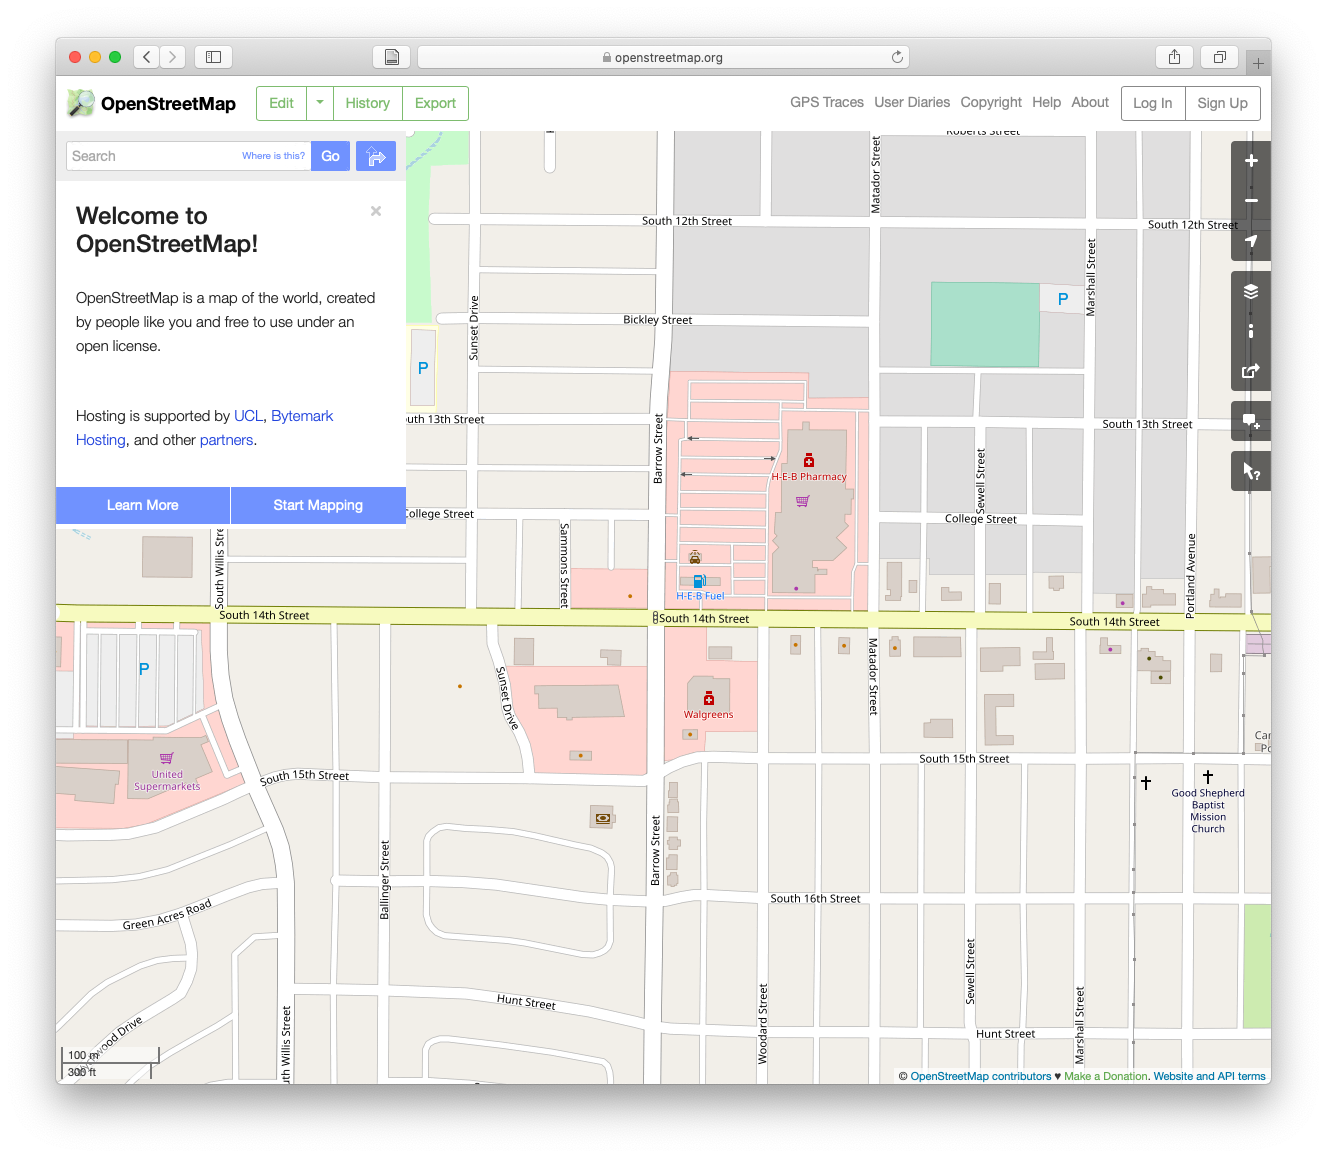 openstreetmap.org
OpenStreetMap
Edit
History
Export
GPS Traces
User Diaries
Copyright
Help
About
Log In
Sign Up
Search
Where is this?
Go
Welcome to
OpenStreetMap!
OpenStreetMap is a map of the world, created
by people like you and free to use under an
open license.
Hosting is supported by UCL, Bytemark
Hosting, and other partners.
Learn More
Start Mapping
Roberts Street
Matador Street
South 12th Street
South 12th Street
Marshall Street
P
Sunset Drive
Bickley Street
P
uth 13th Street
Barrow Street
South 13th Street
H-E-B Pharmacy
Sewell Street
College Street
College Street
South Willis Stre
Sammons Street
Portland Avenue
H-E-B Fuel
South 14th Street
South 14th Street
South 14th Street
P
Sunset Drive
Matador Street
Walgreens
United
Supermarkets
South 15th Street
South 15th Street
Car
Po
Good Shepherd
Baptist
Mission
Church
Ballinger Street
Barrow Street
South 16th Street
Green Acres Road
Sewell Street
Hunt Street
Woodard Street
Marshall Street
Hunt Street
uth Willis Street
wood Drive
100 m
300 ft
© OpenStreetMap contributors ♥ Make a Donation. Website and API terms